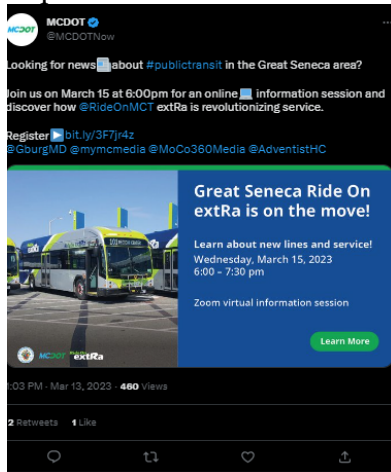 MCDOT
MCDOT
@MCDOTNow
Looking for news about #publictransit in the Great Seneca area?
Join us on March 15 at 6:00pm for an online information session and
discover how @RideOnMCT extRa is revolutionizing service.
Register bit.ly/3F7jr4z
@GburgMD @mymcmedia @MoCo360Media @AdventistHC
Great Seneca Ride On
extRa is on the move!
Learn about new lines and service!
Wednesday, March 15, 2023
6:00 – 7:30 pm
Zoom virtual information session
Learn More
MCDOT extRa
1:03 PM · Mar 13, 2023 · 460 Views
2 Retweets 1 Like